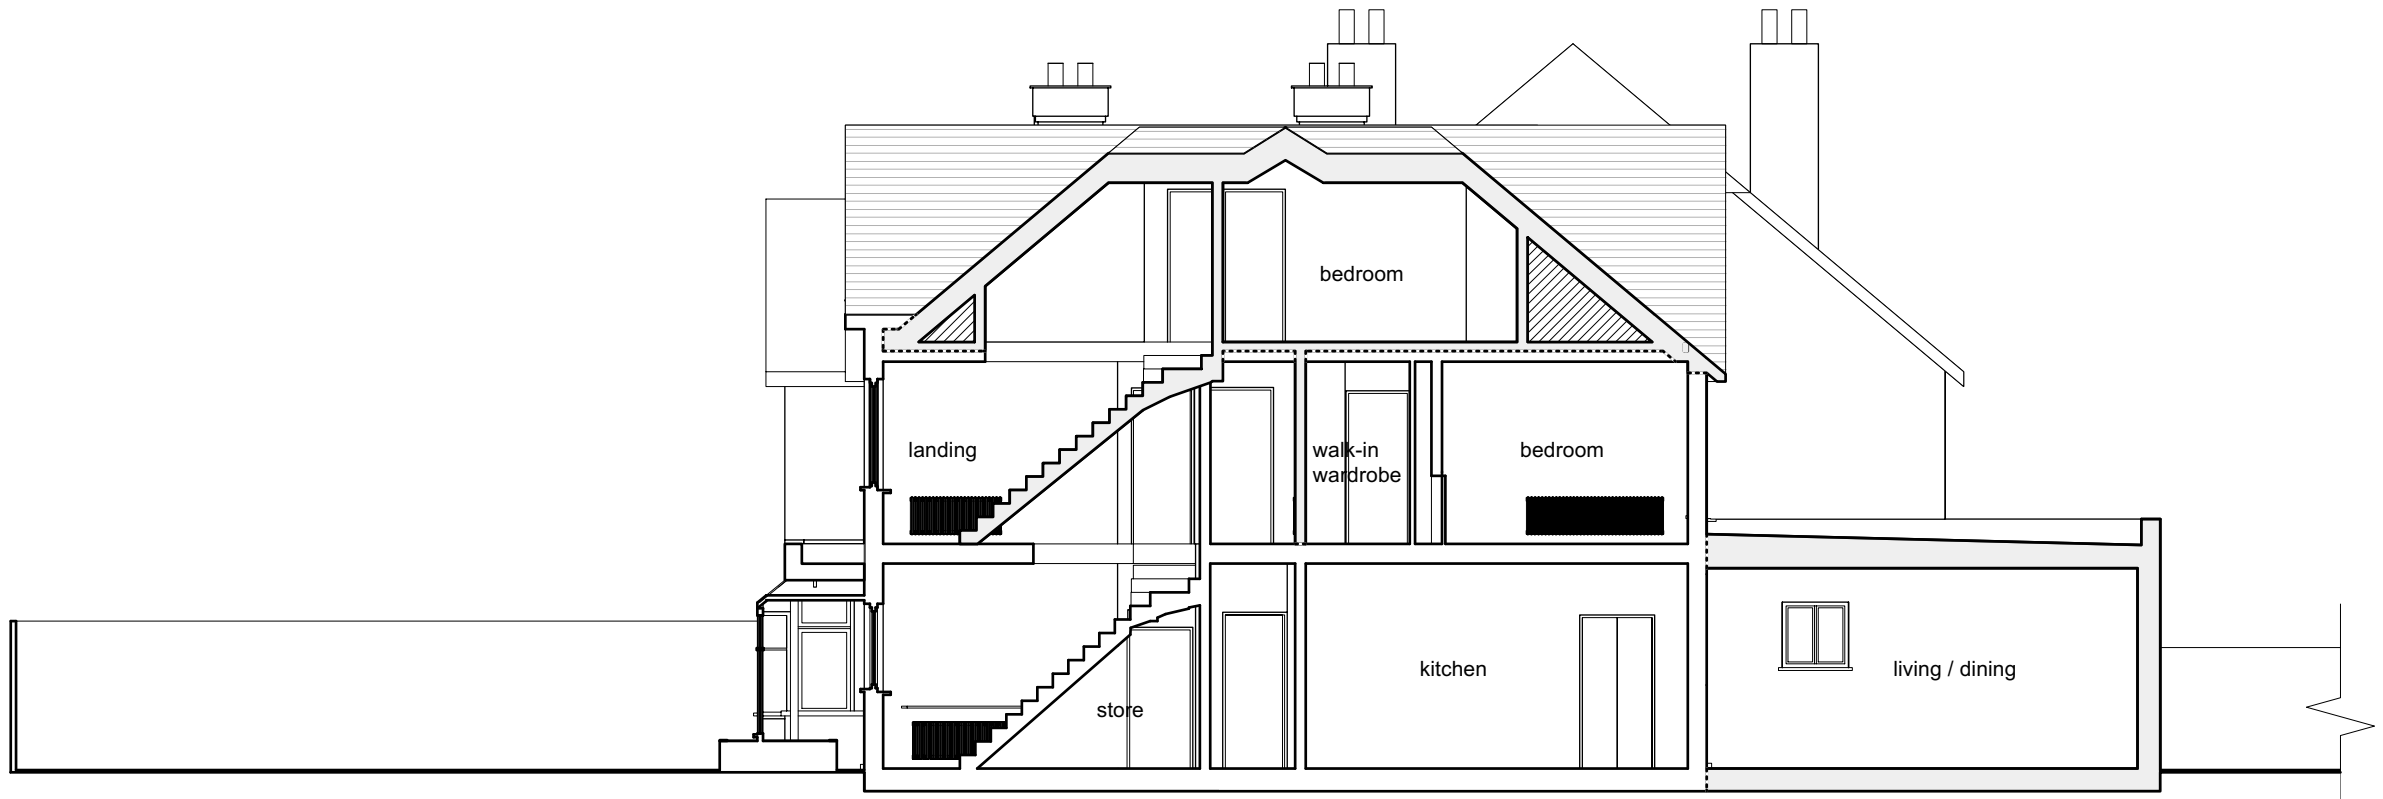 bedroom
landing
walk-in
wardrobe
bedroom
kitchen
living / dining
store